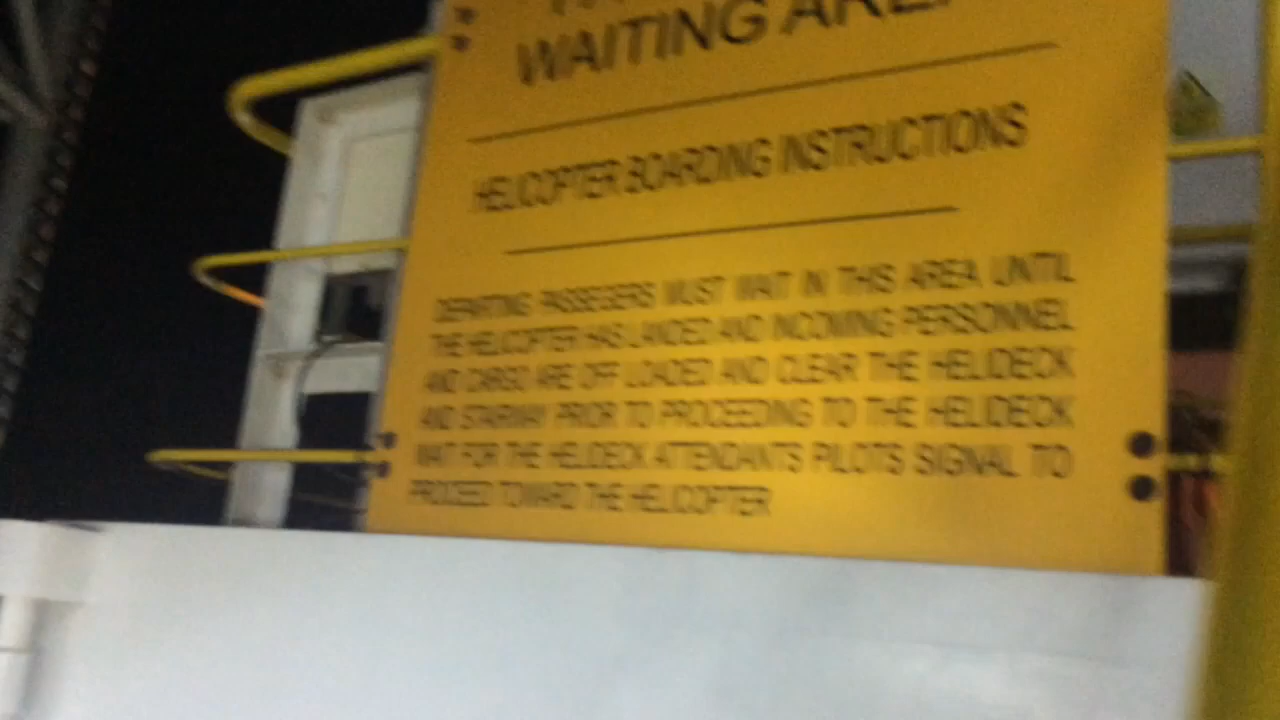 WAITING AREA
HELICOPTER BOARDING INSTRUCTIONS
DEPARTING PASSEGERS MUST WAIT IN THIS AREA UNTIL
THE HELICOPTER HAS LANDED AND INCOMING PERSONNEL
AND CARGO ARE OFF LOADED AND CLEAR THE HELIDECK
AND STAIRWAY PRIOR TO PROCEEDING TO THE HELIDECK
WAIT FOR THE HELIDECK ATTENDANTS PILOTS SIGNAL TO
PROCEED TOWARD THE HELICOPTER